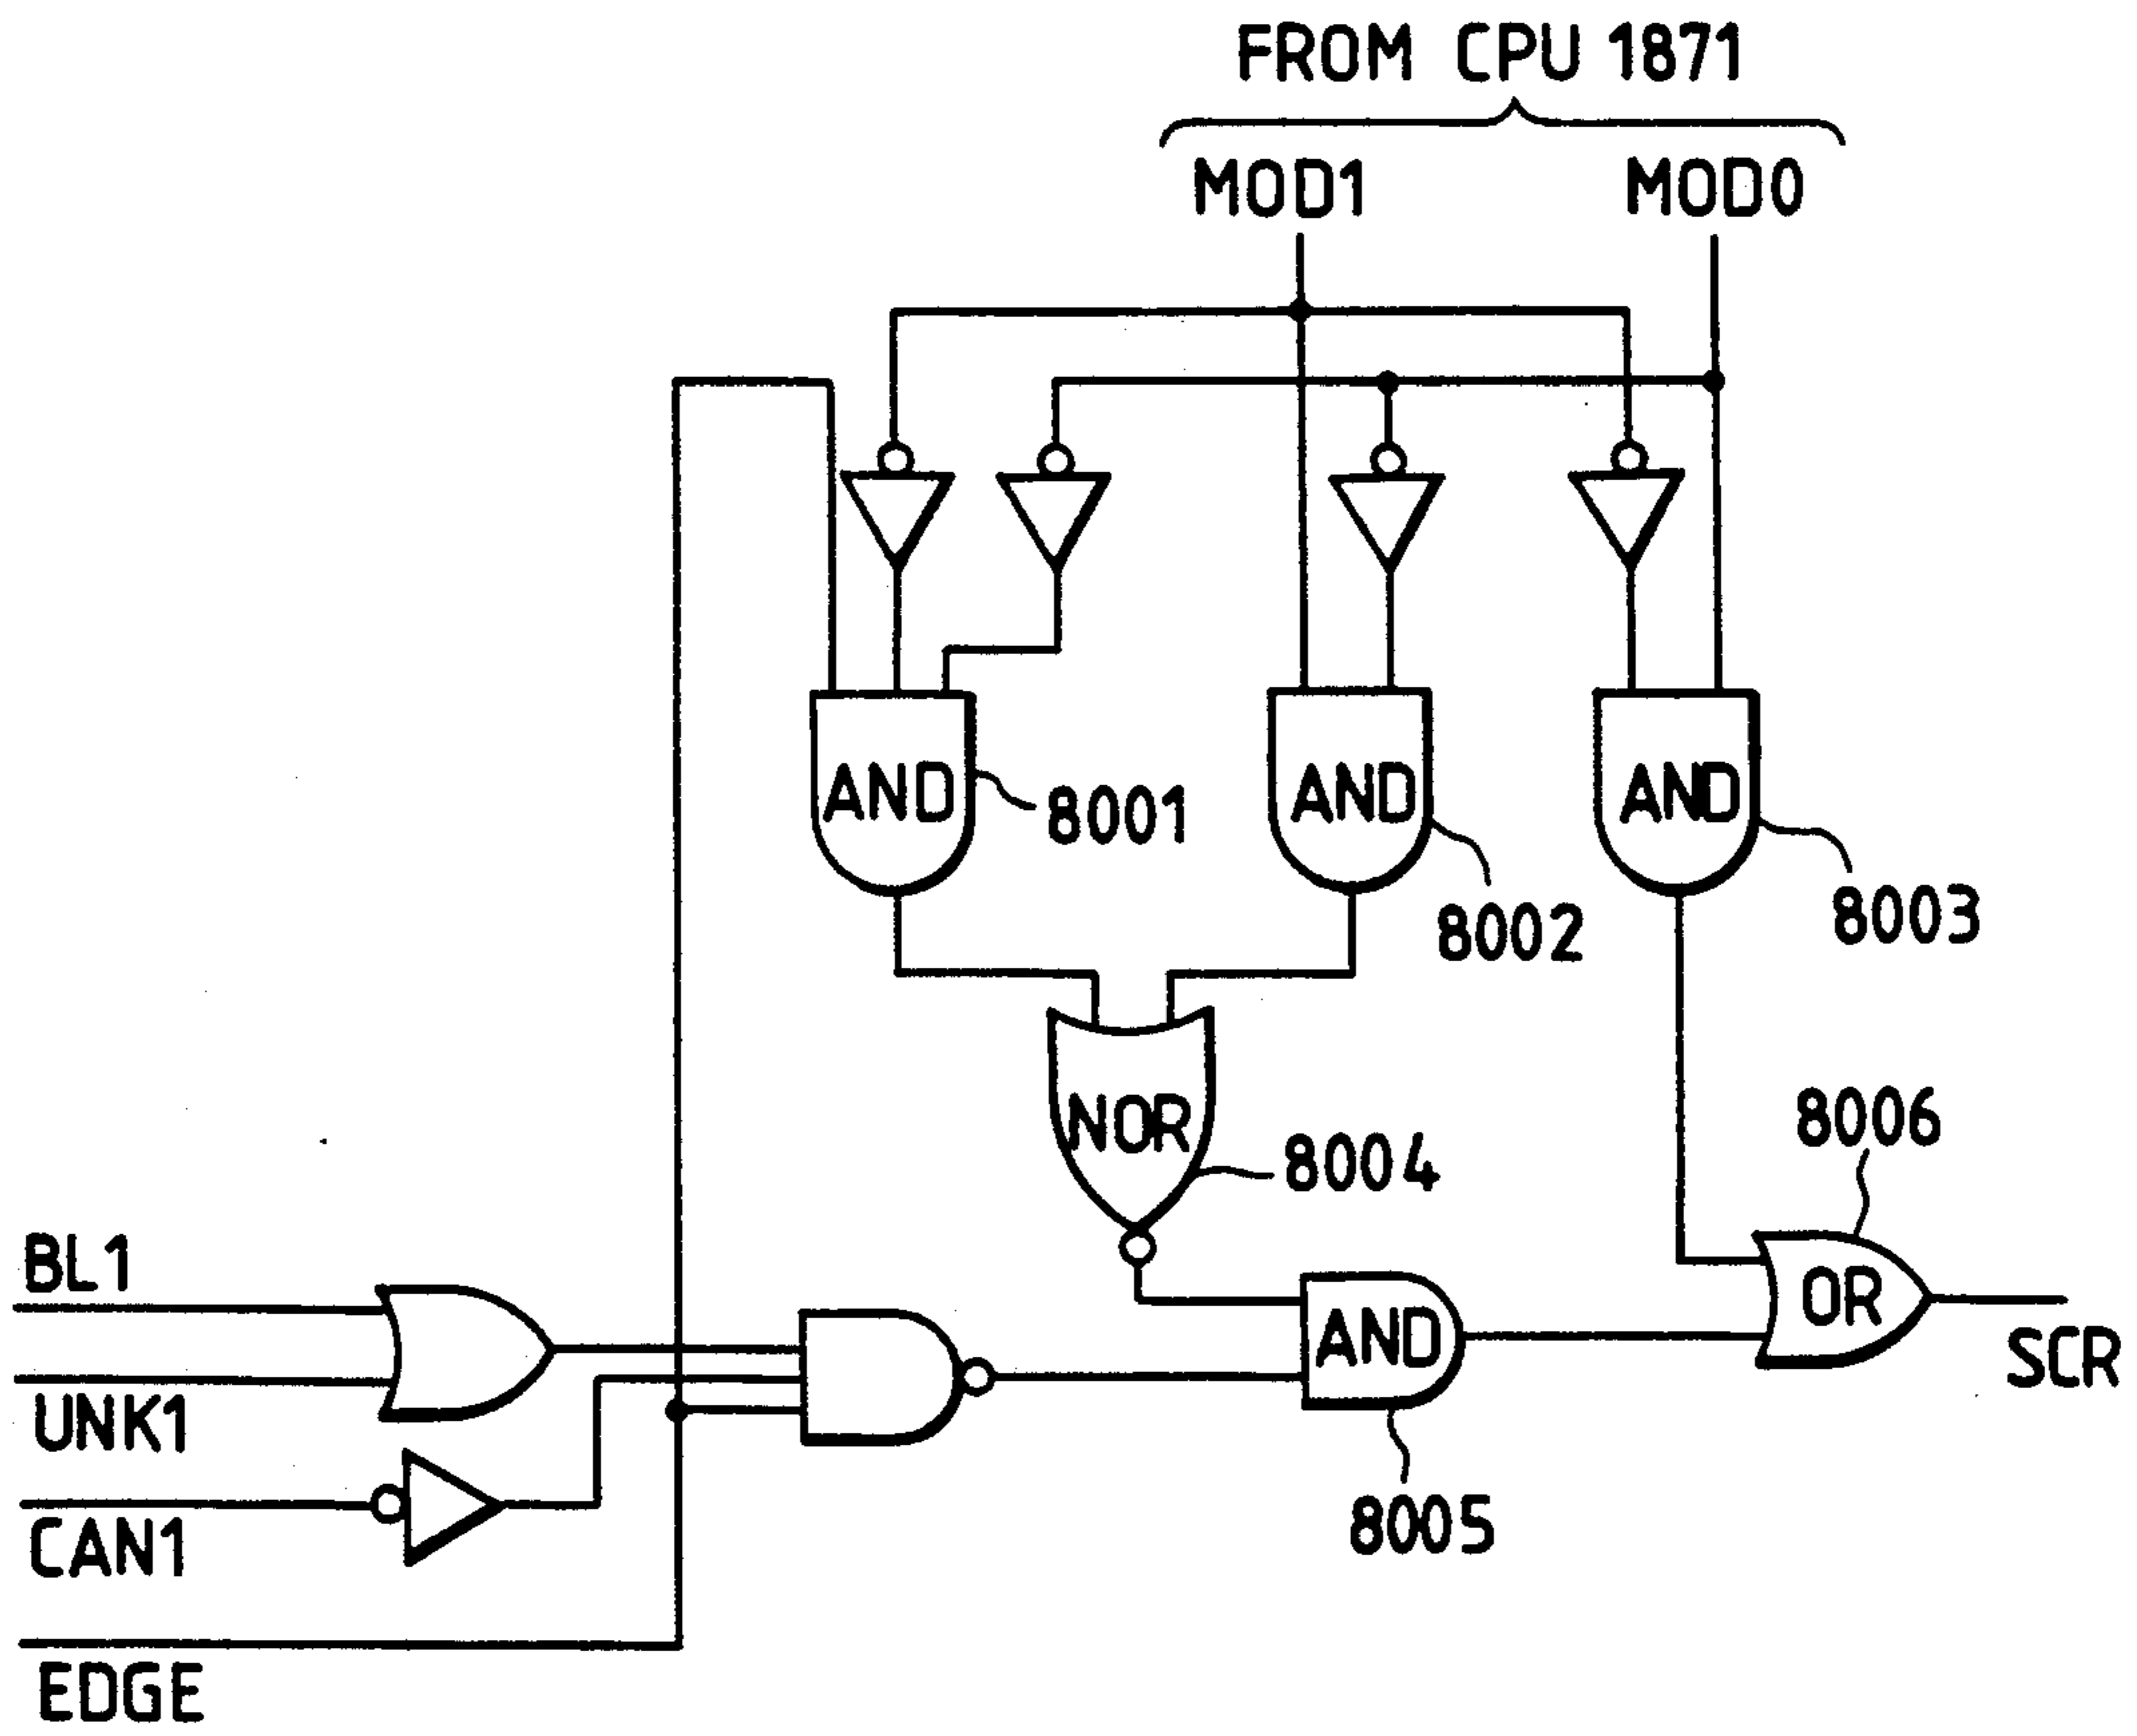 FROM CPU 1871
MOD1 MOD0
AND 8001
AND 8002
AND 8003
NOR 8004
8006
BL1
OR
AND
SCR
UNK1
8005
CAN1
EDGE